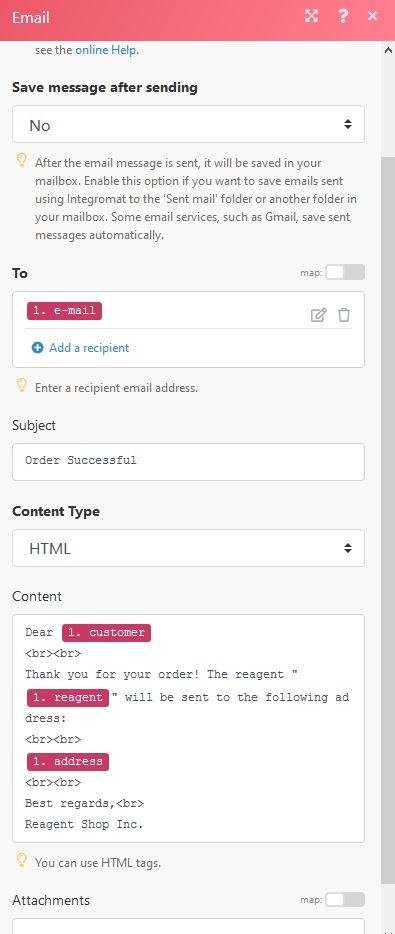 Email
see the online Help.
Save message after sending
No
After the email message is sent, it will be saved in your
mailbox. Enable this option if you want to save emails sent
using Integromat to the 'Sent mail' folder or another folder in
your mailbox. Some email services, such as Gmail, save sent
messages automatically.
To
map:
1. e-mail
Add a recipient
Enter a recipient email address.
Subject
Order Successful
Content Type
HTML
Content
Dear 1. customer
<br><br>
Thank you for your order! The reagent "
1. reagent " will be sent to the following ad
dress:
<br><br>
1. address
<br><br>
Best regards,<br>
Reagent Shop Inc.
You can use HTML tags.
Attachments
map: